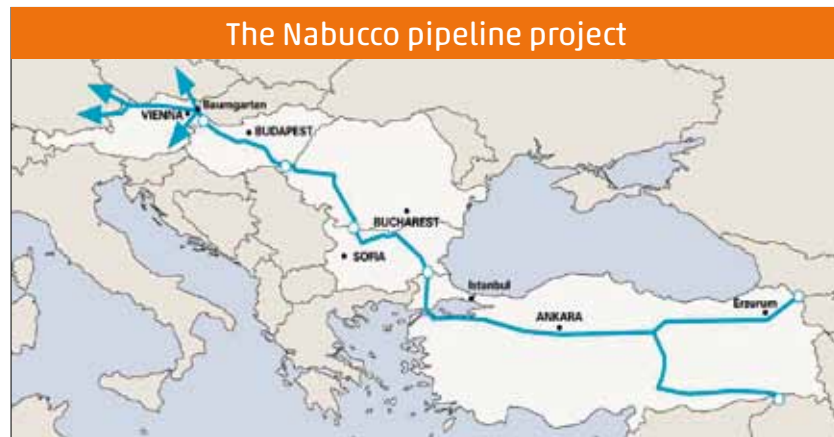 The Nabucco pipeline project
Baumgarten
VIENNA
BUDAPEST
BUCHAREST
SOFIA
Istanbul
ANKARA
Erzurum